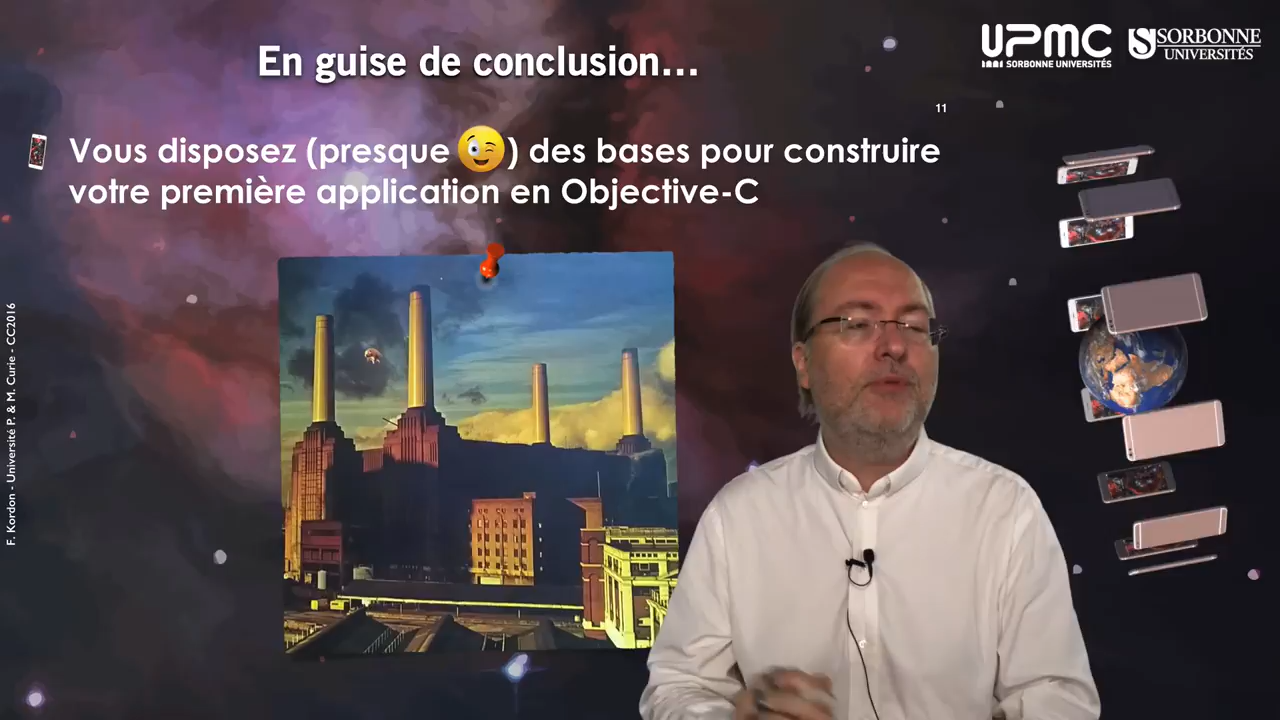 En guise de conclusion...
UPMC
SORBONNE UNIVERSITÉS
SORBONNE
UNIVERSITÉS
11
Vous disposez (presque 😉) des bases pour construire
votre première application en Objective-C
F. Kordon - Université P. & M. Curie - CC2016